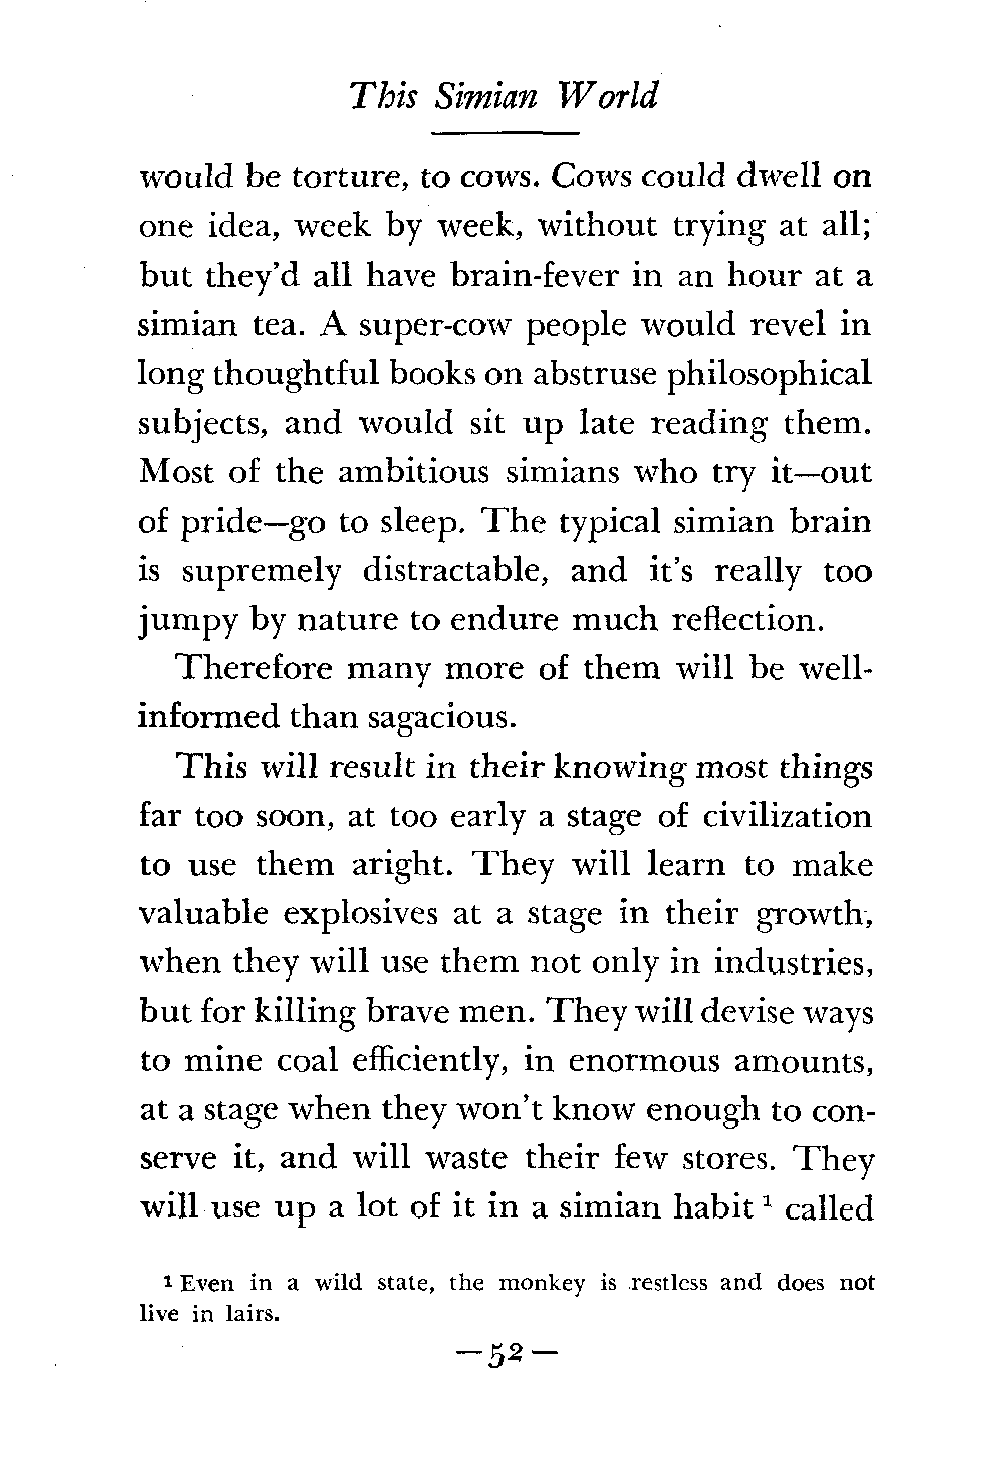 This Simian World
would be torture, to cows. Cows could dwell on
one idea, week by week, without trying at all;
but they'd all have brain-fever in an hour at a
simian tea. A super-cow people would revel in
long thoughtful books on abstruse philosophical
subjects, and would sit up late reading them.
Most of the ambitious simians who try it—out
of pride—go to sleep. The typical simian brain
is supremely distractable, and it's really too
jumpy by nature to endure much reflection.
Therefore many more of them will be well-
informed than sagacious.
This will result in their knowing most things
far too soon, at too early a stage of civilization
to use them aright. They will learn to make
valuable explosives at a stage in their growth,
when they will use them not only in industries,
but for killing brave men. They will devise ways
to mine coal efficiently, in enormous amounts,
at a stage when they won't know enough to con-
serve it, and will waste their few stores. They
will use up a lot of it in a simian habit ¹ called
¹ Even in a wild state, the monkey is restless and does not
live in lairs.
— 52 —